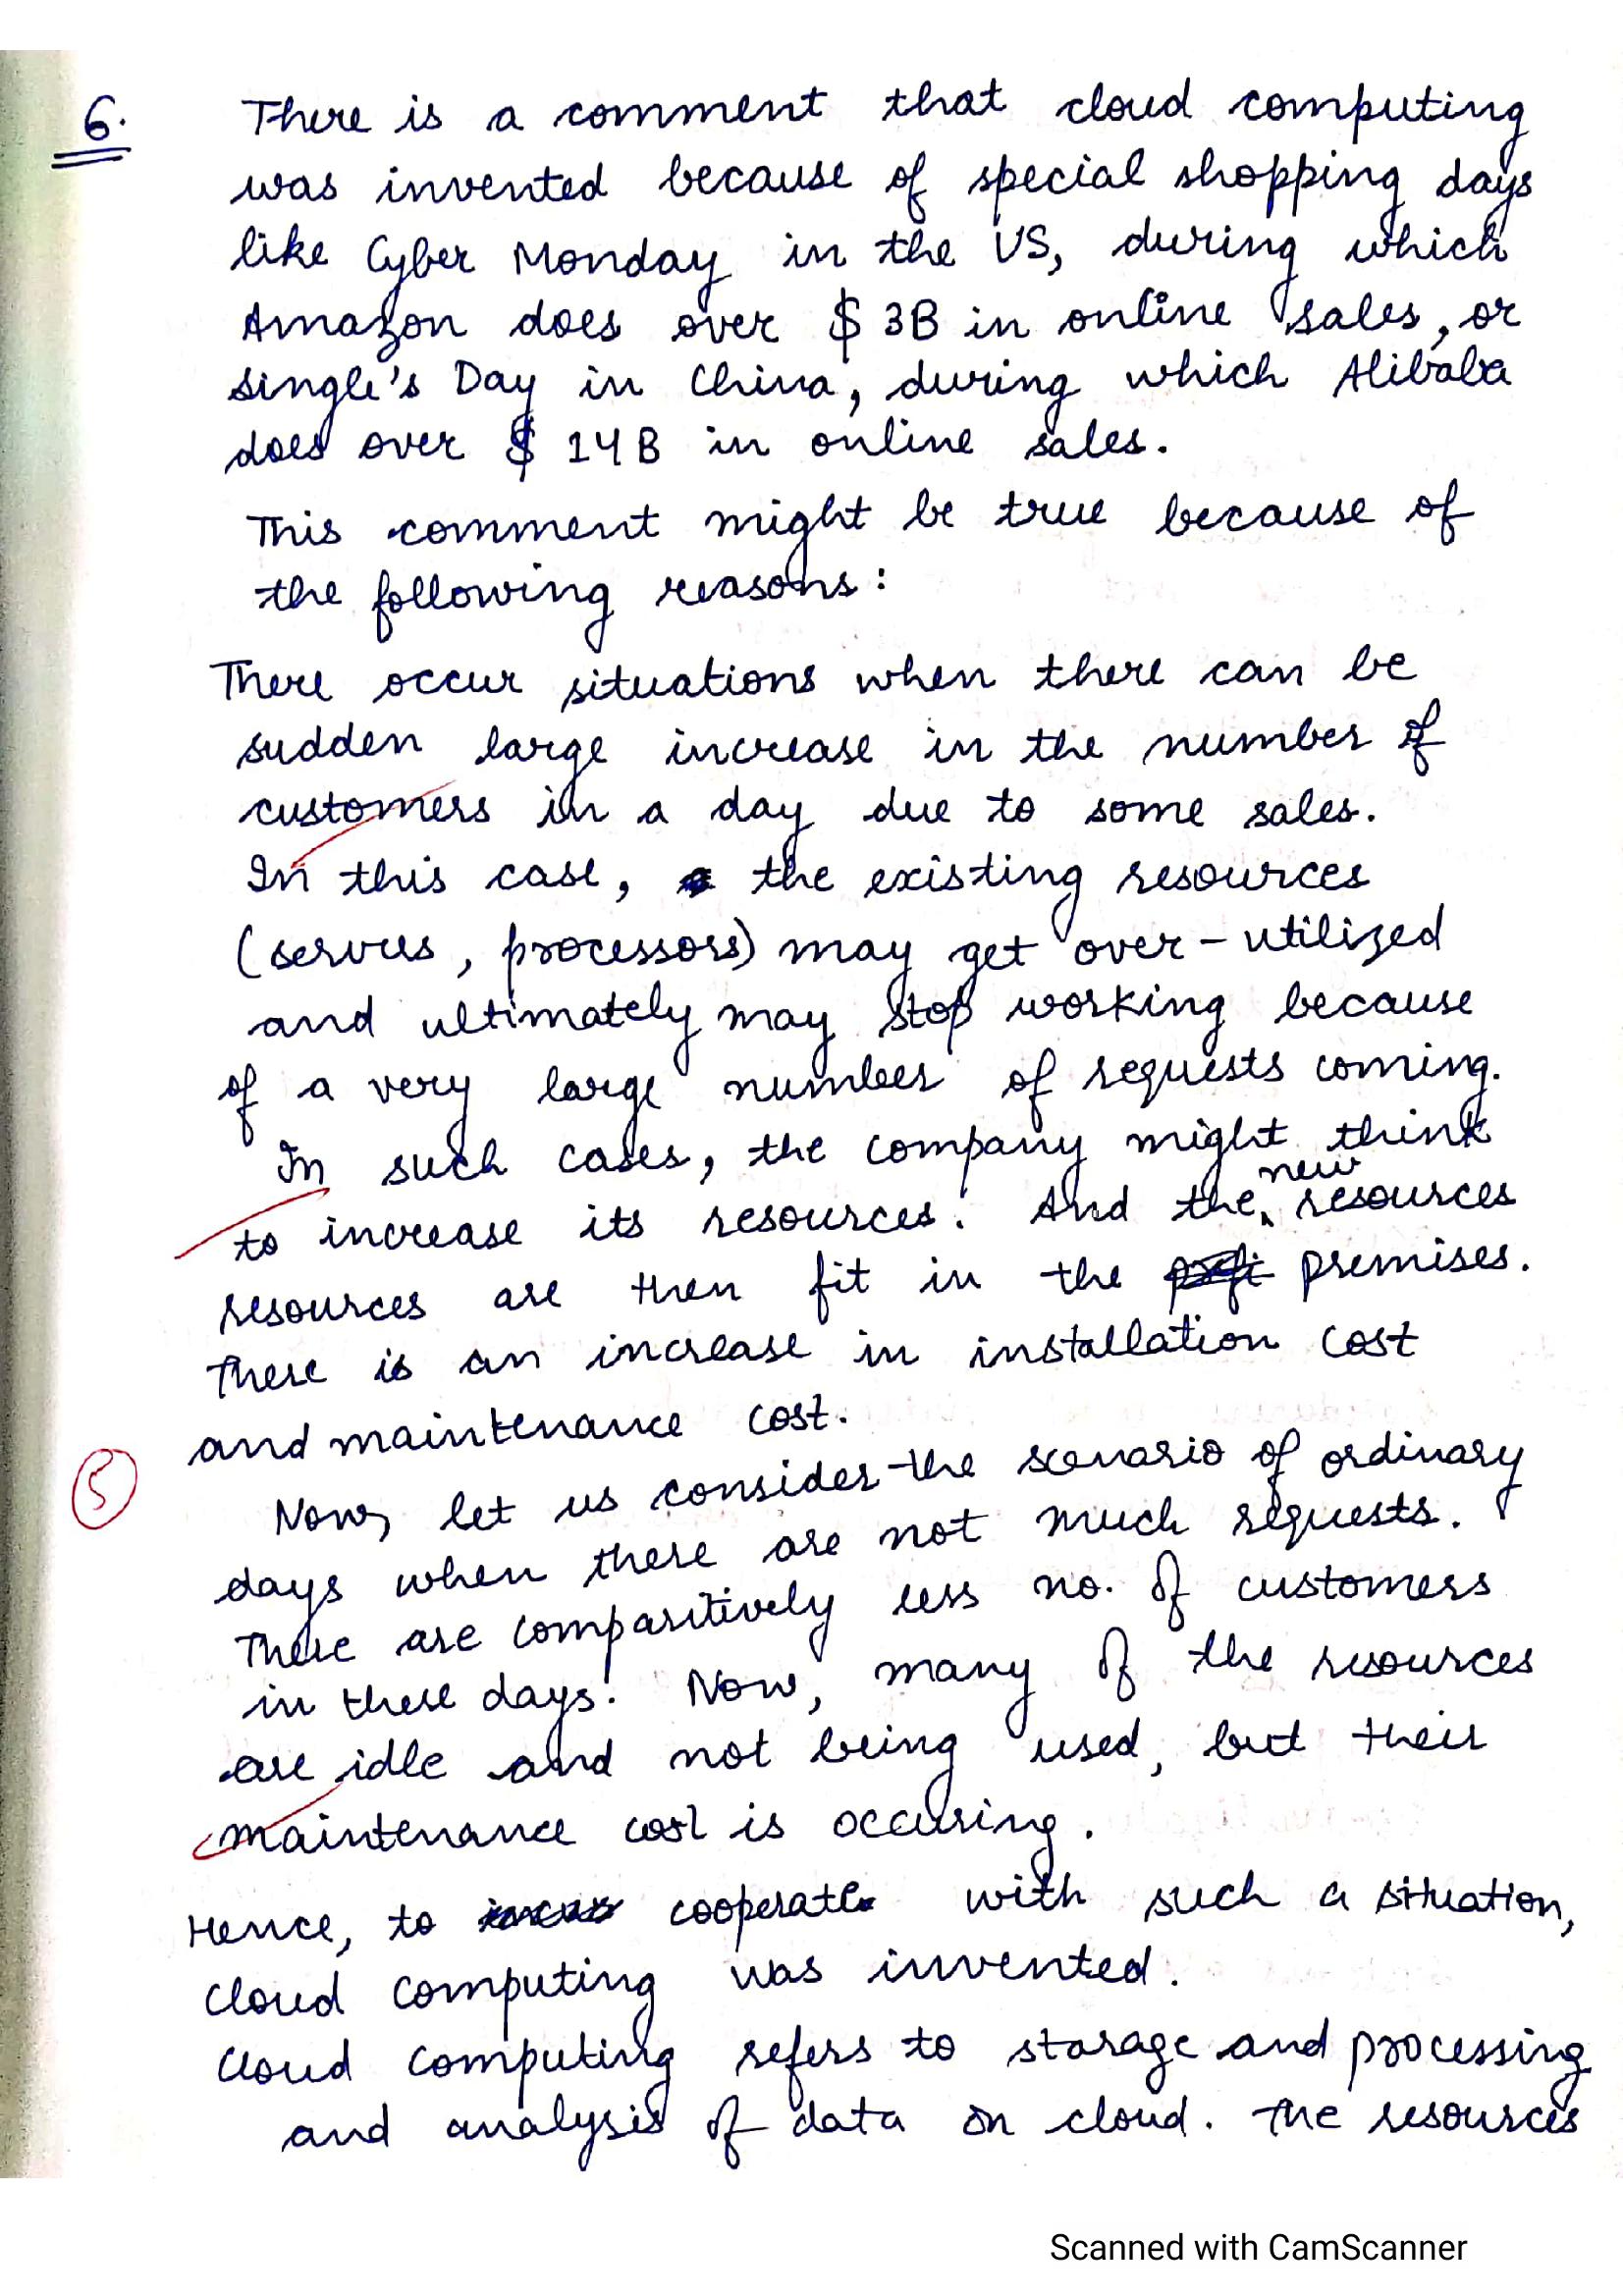 6. There is a comment that cloud computing
was invented because of special shopping days
like Cyber Monday in the US, during which
Amazon does over $ 3B in online sales, or
single's Day in China, during which Alibaba
does over $ 14B in online sales.
This comment might be true because of
the following reasons:
There occur situations when there can be
sudden large increase in the number of
customers in a day due to some sales.
In this case, the existing resources
(servers, processors) may get over-utilized
and ultimately may stop working because
of a very large number of requests coming.
In such cases, the company might think
to increase its resources. And the new resources
resources are then fit in the premises.
There is an increase in installation cost
and maintenance cost.
5
Now, let us consider the scenario of ordinary
days when there are not much requests.
There are comparitively less no. of customers
in these days. Now, many of the resources
are idle and not being used, but their
maintenance cost is occuring.
Hence, to cooperate with such a situation,
cloud computing was invented.
Cloud computing refers to storage and processing
and analysis of data on cloud. The resources
Scanned with CamScanner